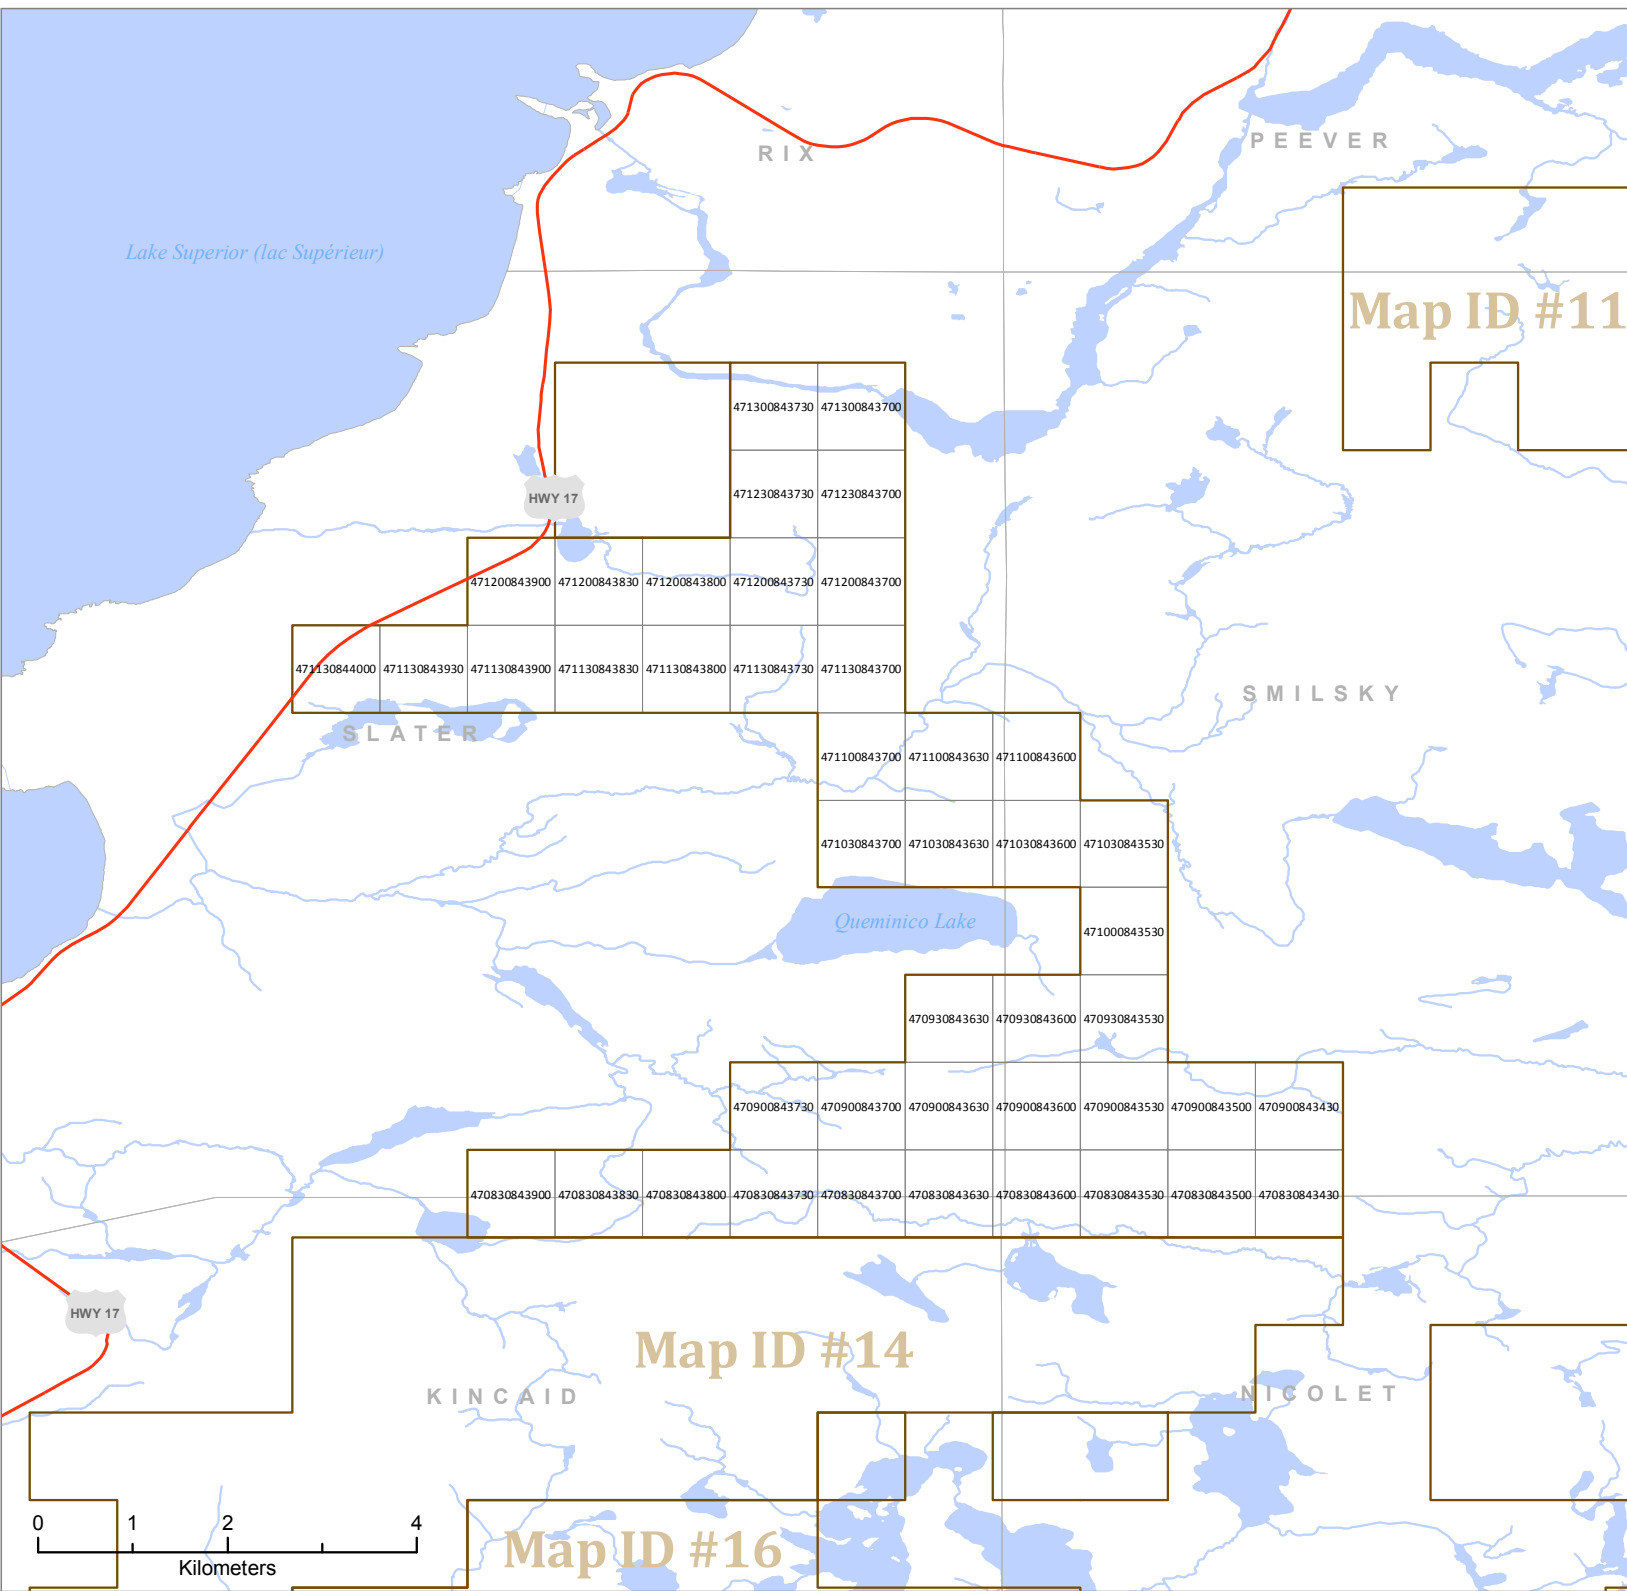 RIX
PEEVER
Lake Superior (lac Supérieur)
Map ID #11
471300843730 471300843700
HWY 17
471230843730 471230843700
471200843900 471200843830 471200843800 471200843730 471200843700
471130844000 471130843930 471130843900 471130843830 471130843800 471130843730 471130843700
SMILSKY
SLATER
471100843700 471100843630 471100843600
471030843700 471030843630 471030843600 471030843530
Queminico Lake
471000843530
470930843630 470930843600 470930843530
470900843730 470900843700 470900843630 470900843600 470900843530 470900843500 470900843430
470830843900 470830843830 470830843800 470830843730 470830843700 470830843630 470830843600 470830843530 470830843500 470830843430
HWY 17
Map ID #14
KINCAID
NICOLET
0 1 2 4
Kilometers
Map ID #16